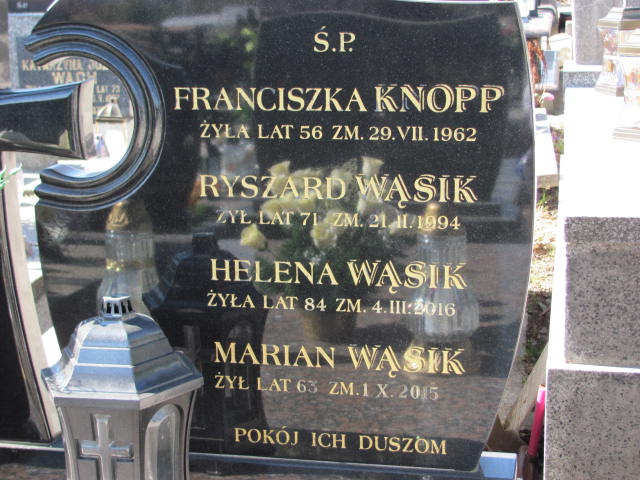 Ś.P.
FRANCISZKA KNOPP
ŻYŁA LAT 56 ZM. 29.VII.1962
RYSZARD WĄSIK
ŻYŁ LAT 71 ZM. 21.II.1994
HELENA WĄSIK
ŻYŁA LAT 84 ZM. 4.III.2016
MARIAN WĄSIK
ŻYŁ LAT 63 ZM.1 X.2015
POKÓJ ICH DUSZOM
KATARZYNA